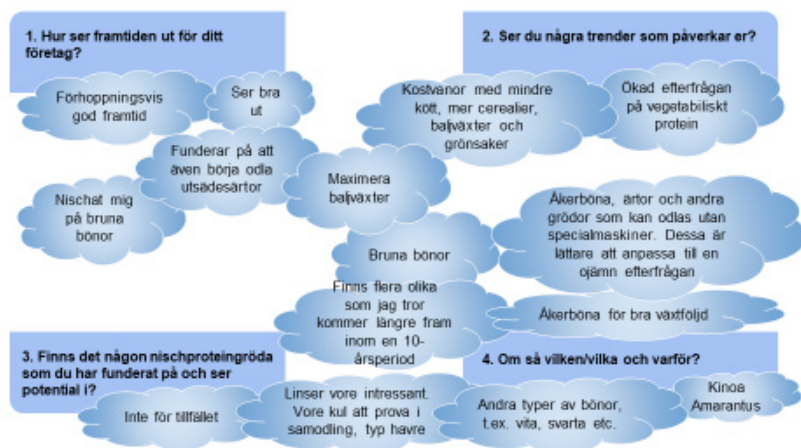 1. Hur ser framtiden ut för ditt
företag?
Förhoppningsvis
god framtid
Ser bra
ut
Funderar på att
även börja odla
utsädesärtor
Nischat mig
på bruna
bönor
Maximera
baljväxter
2. Ser du några trender som påverkar er?
Kostvanor med mindre
kött, mer cerealier,
baljväxter och
grönsaker
Ökad efterfrågan
på vegetabiliskt
protein
Åkerböna, ärtor och andra
grödor som kan odlas utan
specialmaskiner. Dessa är
lättare att anpassa till en
ojämn efterfrågan
Bruna bönor
Finns flera olika
som jag tror
kommer längre fram
inom en 10-
årsperiod
Åkerböna för bra växtföljd
3. Finns det någon nischproteingröda
som du har funderat på och ser
potential i?
Inte för tillfället
Linser vore intressant.
Vore kul att prova i
samodling, typ havre
4. Om så vilken/vilka och varför?
Andra typer av bönor,
t.ex. vita, svarta etc.
Kinoa
Amarantus